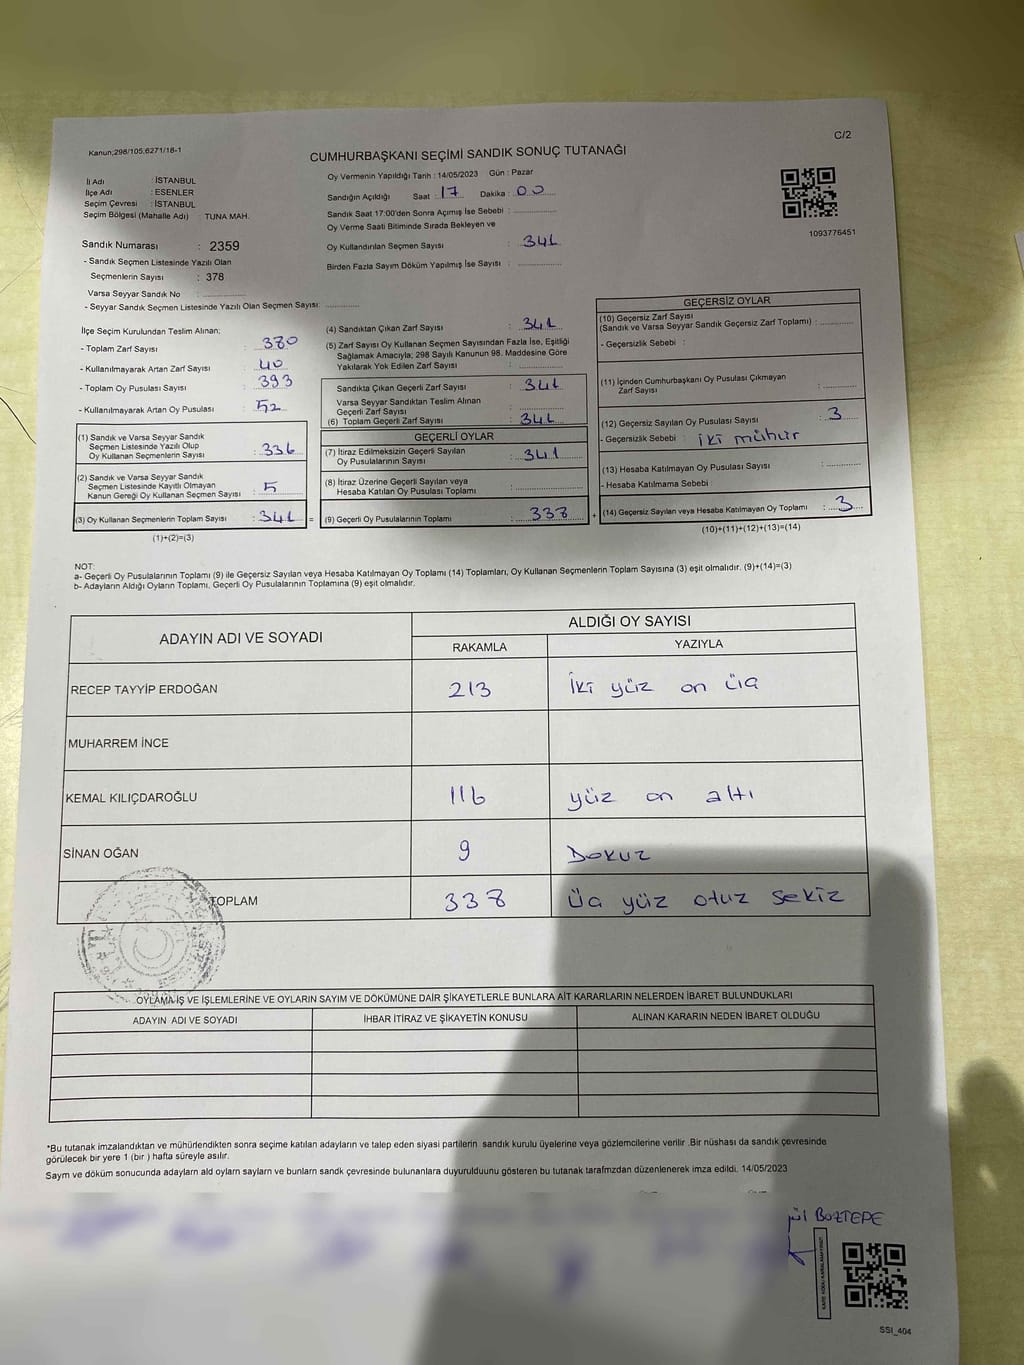 C/2
Kanun;298/105,6271/18-1
CUMHURBAŞKANI SEÇİMİ SANDIK SONUÇ TUTANAĞI
İl Adı : İSTANBUL
İlçe Adı : ESENLER
Seçim Çevresi : İSTANBUL
Seçim Bölgesi (Mahalle Adı) : TUNA MAH.
Oy Vermenin Yapıldığı Tarih : 14/05/2023 Gün : Pazar
Sandığın Açıldığı Saat : 17 Dakika : 00
Sandık Saat 17:00'den Sonra Açımış İse Sebebi :
Oy Verme Saati Bitiminde Sırada Bekleyen ve
Oy Kullandırılan Seçmen Sayısı : 341
Birden Fazla Sayım Döküm Yapılmış İse Sayısı :
1093776451
Sandık Numarası : 2359
- Sandık Seçmen Listesinde Yazılı Olan
Seçmenlerin Sayısı : 378
Varsa Seyyar Sandık No :
- Seyyar Sandık Seçmen Listesinde Yazılı Olan Seçmen Sayısı:
İlçe Seçim Kurulundan Teslim Alınan;
- Toplam Zarf Sayısı : 380
- Kullanılmayarak Artan Zarf Sayısı : 40
- Toplam Oy Pusulası Sayısı : 393
- Kullanılmayarak Artan Oy Pusulası : 52
(1) Sandık ve Varsa Seyyar Sandık
Seçmen Listesinde Yazılı Olup
Oy Kullanan Seçmenlerin Sayısı : 336
(2) Sandık ve Varsa Seyyar Sandık
Seçmen Listesinde Kayıtlı Olmayan
Kanun Gereği Oy Kullanan Seçmen Sayısı : 5
(3) Oy Kullanan Seçmenlerin Toplam Sayısı : 341 =
(1)+(2)=(3)
(4) Sandıktan Çıkan Zarf Sayısı : 341
(5) Zarf Sayısı Oy Kullanan Seçmen Sayısından Fazla İse, Eşitliği
Sağlamak Amacıyla; 298 Sayılı Kanunun 98. Maddesine Göre
Yakılarak Yok Edilen Zarf Sayısı :
Sandıkta Çıkan Geçerli Zarf Sayısı : 341
Varsa Seyyar Sandıktan Teslim Alınan
Geçerli Zarf Sayısı :
(6) Toplam Geçerli Zarf Sayısı : 341
GEÇERLİ OYLAR
(7) İtiraz Edilmeksizin Geçerli Sayılan
Oy Pusulalarının Sayısı : 341
(8) İtiraz Üzerine Geçerli Sayılan veya
Hesaba Katılan Oy Pusulası Toplamı :
(9) Geçerli Oy Pusulalarının Toplamı : 338 +
GEÇERSİZ OYLAR
(10) Geçersiz Zarf Sayısı
(Sandık ve Varsa Seyyar Sandık Geçersiz Zarf Toplamı) :
- Geçersizlik Sebebi :
(11) İçinden Cumhurbaşkanı Oy Pusulası Çıkmayan
Zarf Sayısı :
(12) Geçersiz Sayılan Oy Pusulası Sayısı : 3
- Geçersizlik Sebebi : iki mühür
(13) Hesaba Katılmayan Oy Pusulası Sayısı :
- Hesaba Katılmama Sebebi :
(14) Geçersiz Sayılan veya Hesaba Katılmayan Oy Toplamı : 3
(10)+(11)+(12)+(13)=(14)
NOT:
a- Geçerli Oy Pusulalarının Toplamı (9) ile Geçersiz Sayılan veya Hesaba Katılmayan Oy Toplamı (14) Toplamları, Oy Kullanan Seçmenlerin Toplam Sayısına (3) eşit olmalıdır. (9)+(14)=(3)
b- Adayların Aldığı Oyların Toplamı, Geçerli Oy Pusulalarının Toplamına (9) eşit olmalıdır.
ADAYIN ADI VE SOYADI
ALDIĞI OY SAYISI
RAKAMLA YAZIYLA
RECEP TAYYİP ERDOĞAN 213 İki yüz on üç
MUHARREM İNCE
KEMAL KILIÇDAROĞLU 116 yüz on altı
SİNAN OĞAN 9 Dokuz
TOPLAM 338 üç yüz otuz sekiz
OYLAMA İŞ VE İŞLEMLERİNE VE OYLARIN SAYIM VE DÖKÜMÜNE DAİR ŞİKAYETLERLE BUNLARA AİT KARARLARIN NELERDEN İBARET BULUNDUKLARI
ADAYIN ADI VE SOYADI İHBAR İTİRAZ VE ŞİKAYETİN KONUSU ALINAN KARARIN NEDEN İBARET OLDUĞU
*Bu tutanak imzalandıktan ve mühürlendikten sonra seçime katılan adayların ve talep eden siyasi partilerin sandık kurulu üyelerine veya gözlemcilerine verilir .Bir nüshası da sandık çevresinde
görülecek bir yere 1 (bir ) hafta süreyle asılır.
Saym ve döküm sonucunda adaylarn ald oylarn saylarn ve bunlarn sandk çevresinde bulunanlara duyurulduunu gösteren bu tutanak tarafmzdan düzenlenerek imza edildi. 14/05/2023
BOZTEPE
SSI_404